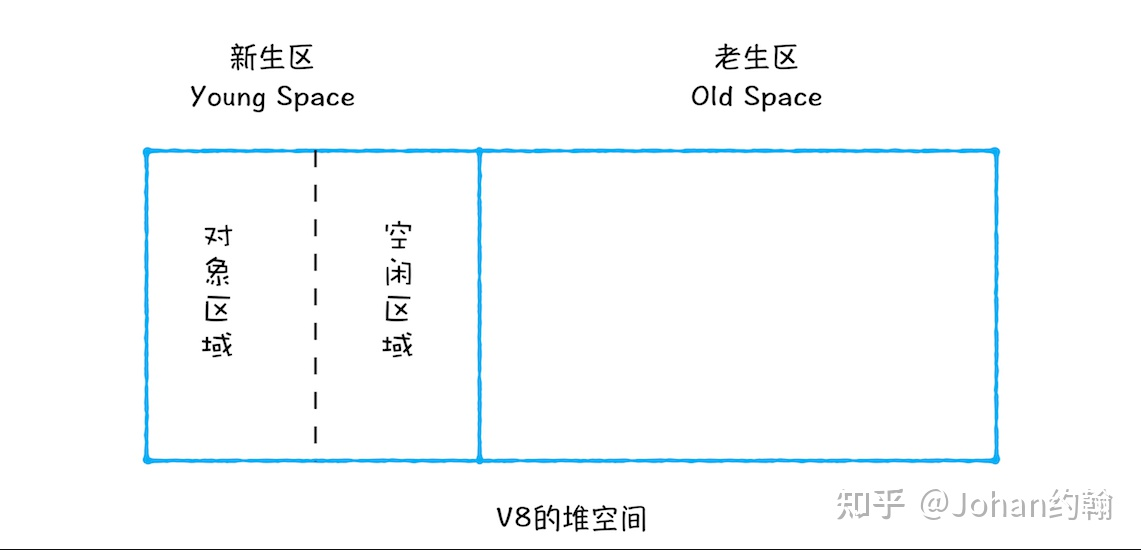 新生区
Young Space
老生区
Old Space
对象区域
空闲区域
V8的堆空间
知乎 @Johan约翰